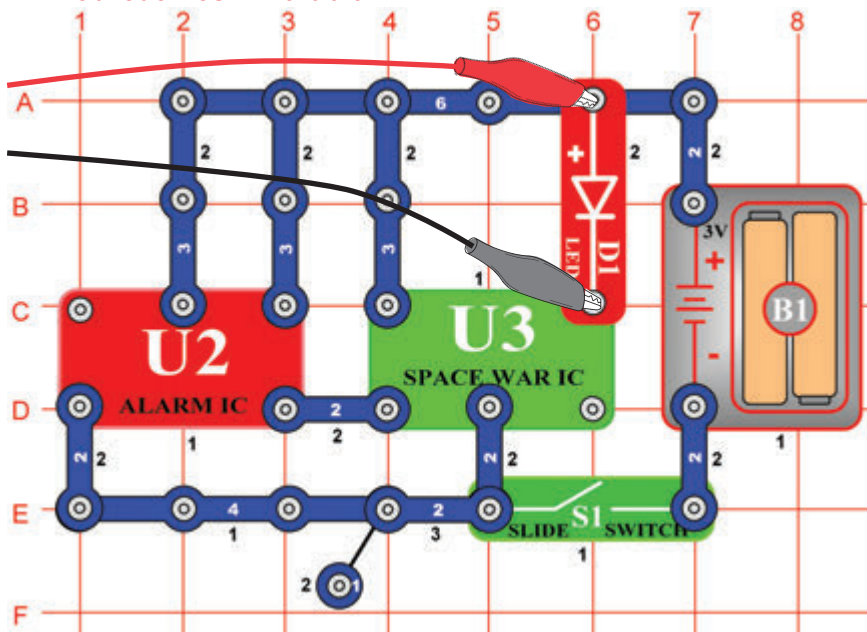 1 2 3 4 5 6 7 8
A
6
2 2 2 2 2 2
B
3 3 3
3V
+
D1
LED
+
C
1
U2
U3
B1
ALARM IC
SPACE WAR IC
-
D
2
1 2 1
2 2 2 2 2 2
E
4 2
S1
SLIDE SWITCH
1 3 1
2 1
F